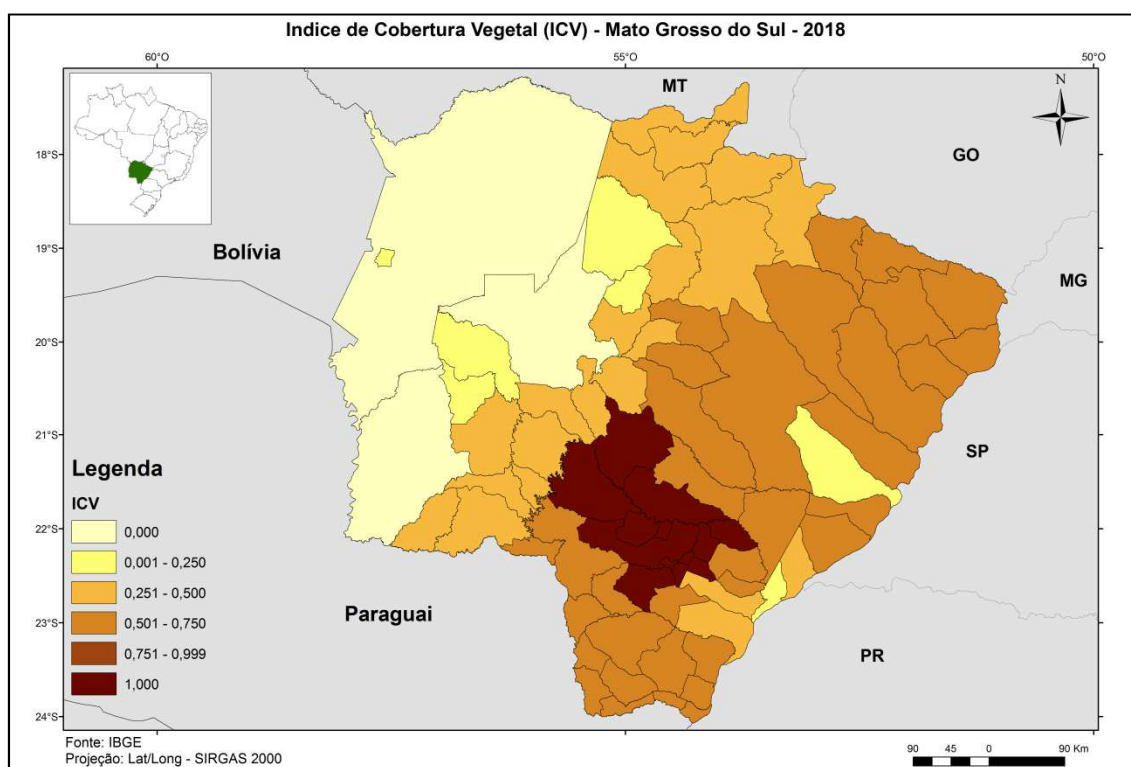 Indice de Cobertura Vegetal (ICV) - Mato Grosso do Sul - 2018
60°O
55°O
50°O
MT
N
18°S
GO
19°S
Bolívia
MG
20°S
21°S
SP
Legenda
ICV
22°S
0,000
0,001 - 0,250
0,251 - 0,500
Paraguai
23°S
0,501 - 0,750
PR
0,751 - 0,999
1,000
24°S
Fonte: IBGE
Projeção: Lat/Long - SIRGAS 2000
90 45 0 90 Km